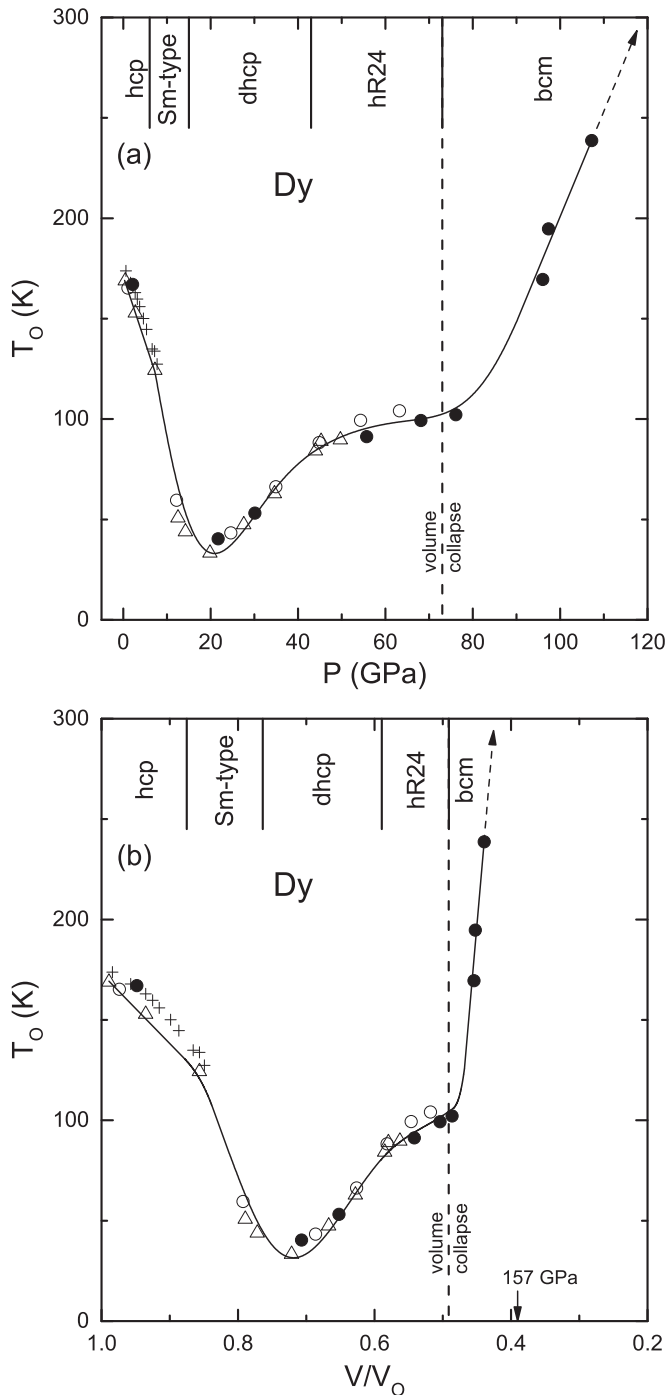 300
hcp
Sm-type
dhcp
hR24
bcm
(a)
Dy
200
T_O (K)
100
volume
collapse
0
0 20 40 60 80 100 120
P (GPa)
300
hcp
Sm-type
dhcp
hR24
bcm
(b)
Dy
200
T_O (K)
100
volume
collapse
157 GPa
0
1.0 0.8 0.6 0.4 0.2
V/V_O